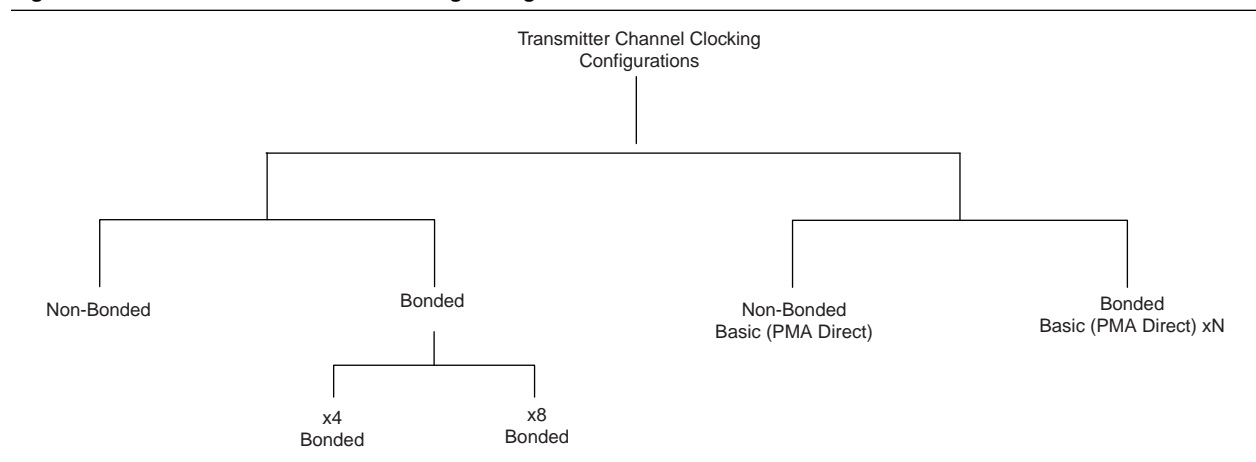 Transmitter Channel Clocking
Configurations
Non-Bonded
Bonded
Non-Bonded
Basic (PMA Direct)
Bonded
Basic (PMA Direct) xN
x4
Bonded
x8
Bonded